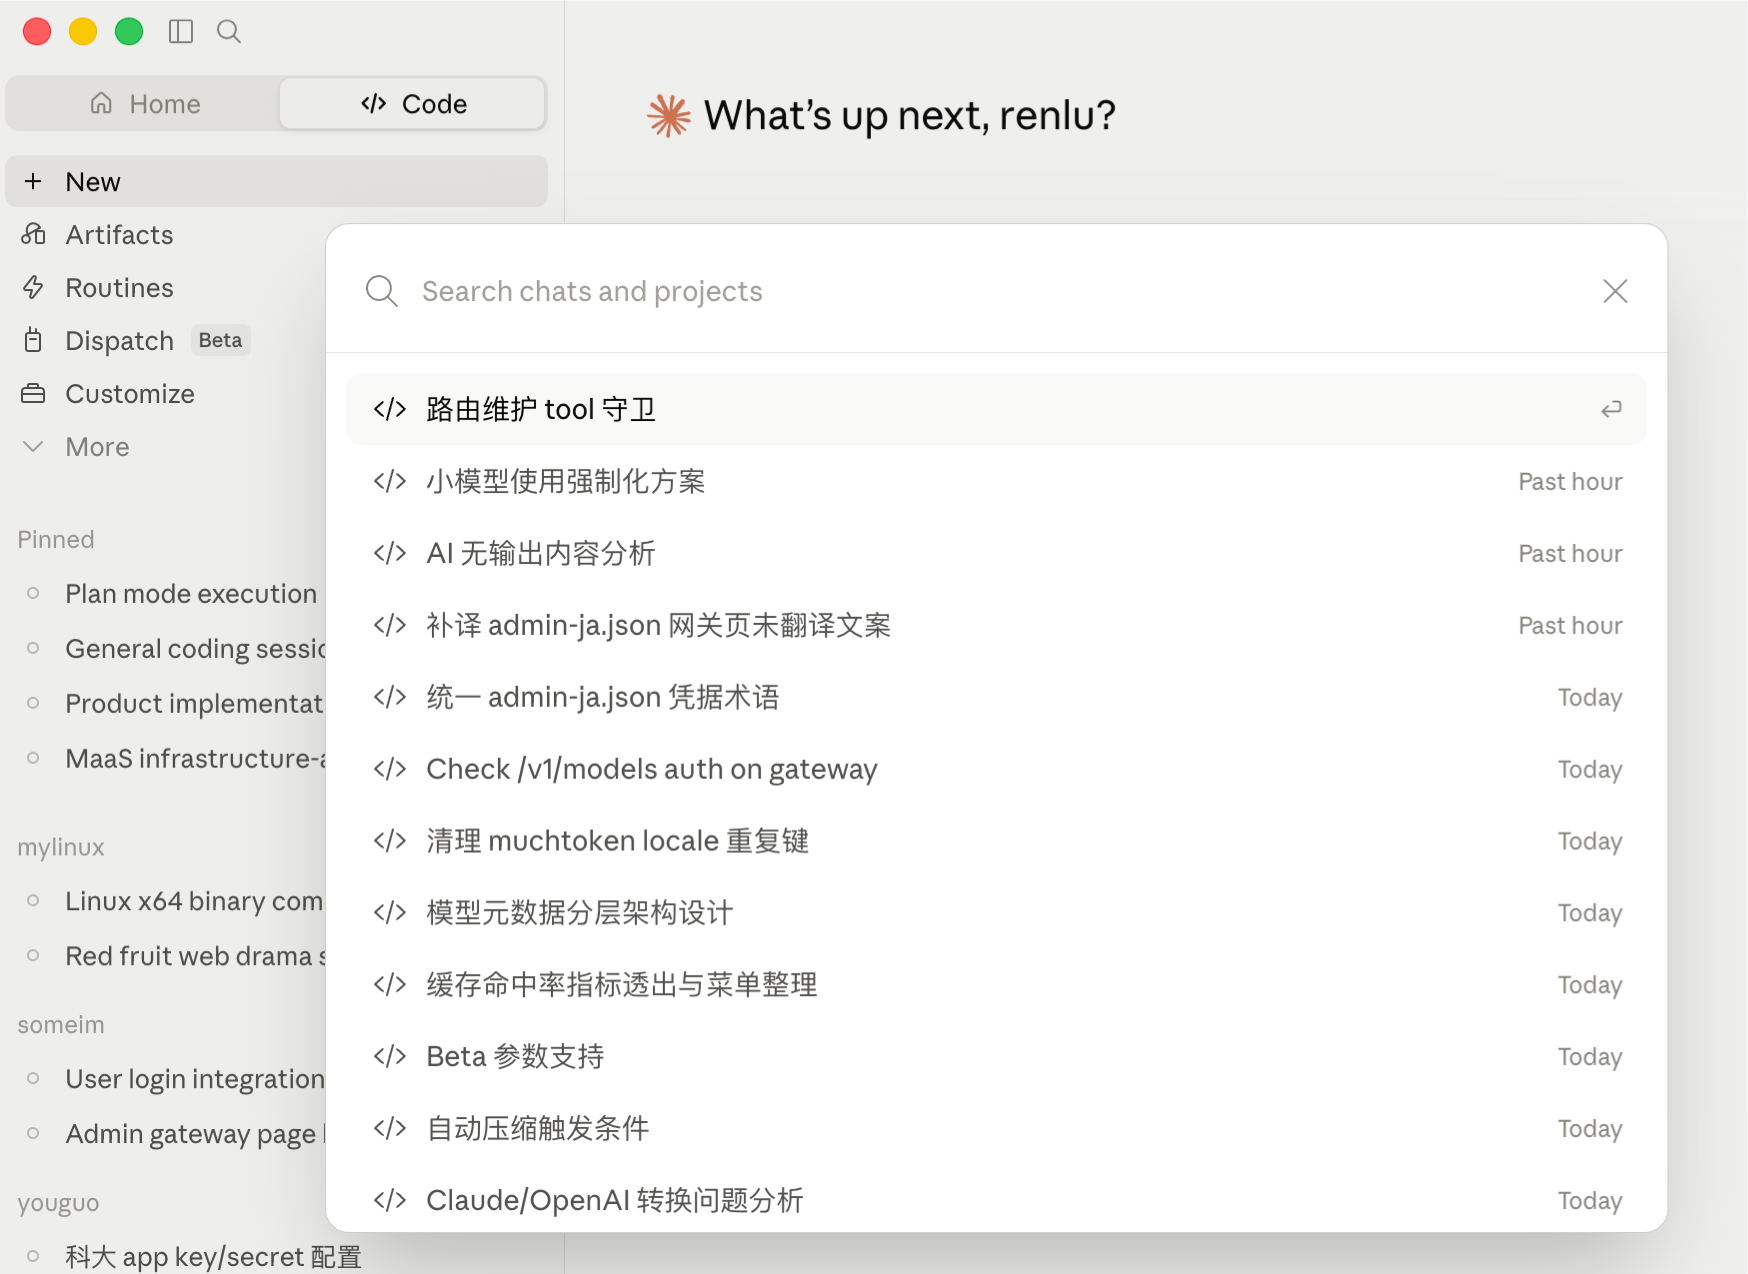 Home
Code
New
Artifacts
Routines
Dispatch Beta
Customize
More
Pinned
Plan mode execution
General coding sessio
Product implementat
MaaS infrastructure-a
mylinux
Linux x64 binary com
Red fruit web drama s
someim
User login integration
Admin gateway page
youguo
科大 app key/secret 配置
What's up next, renlu?
Search chats and projects
路由维护 tool 守卫
小模型使用强制化方案 Past hour
AI 无输出内容分析 Past hour
补译 admin-ja.json 网关页未翻译文案 Past hour
统一 admin-ja.json 凭据术语 Today
Check /v1/models auth on gateway Today
清理 muchtoken locale 重复键 Today
模型元数据分层架构设计 Today
缓存命中率指标透出与菜单整理 Today
Beta 参数支持 Today
自动压缩触发条件 Today
Claude/OpenAI 转换问题分析 Today